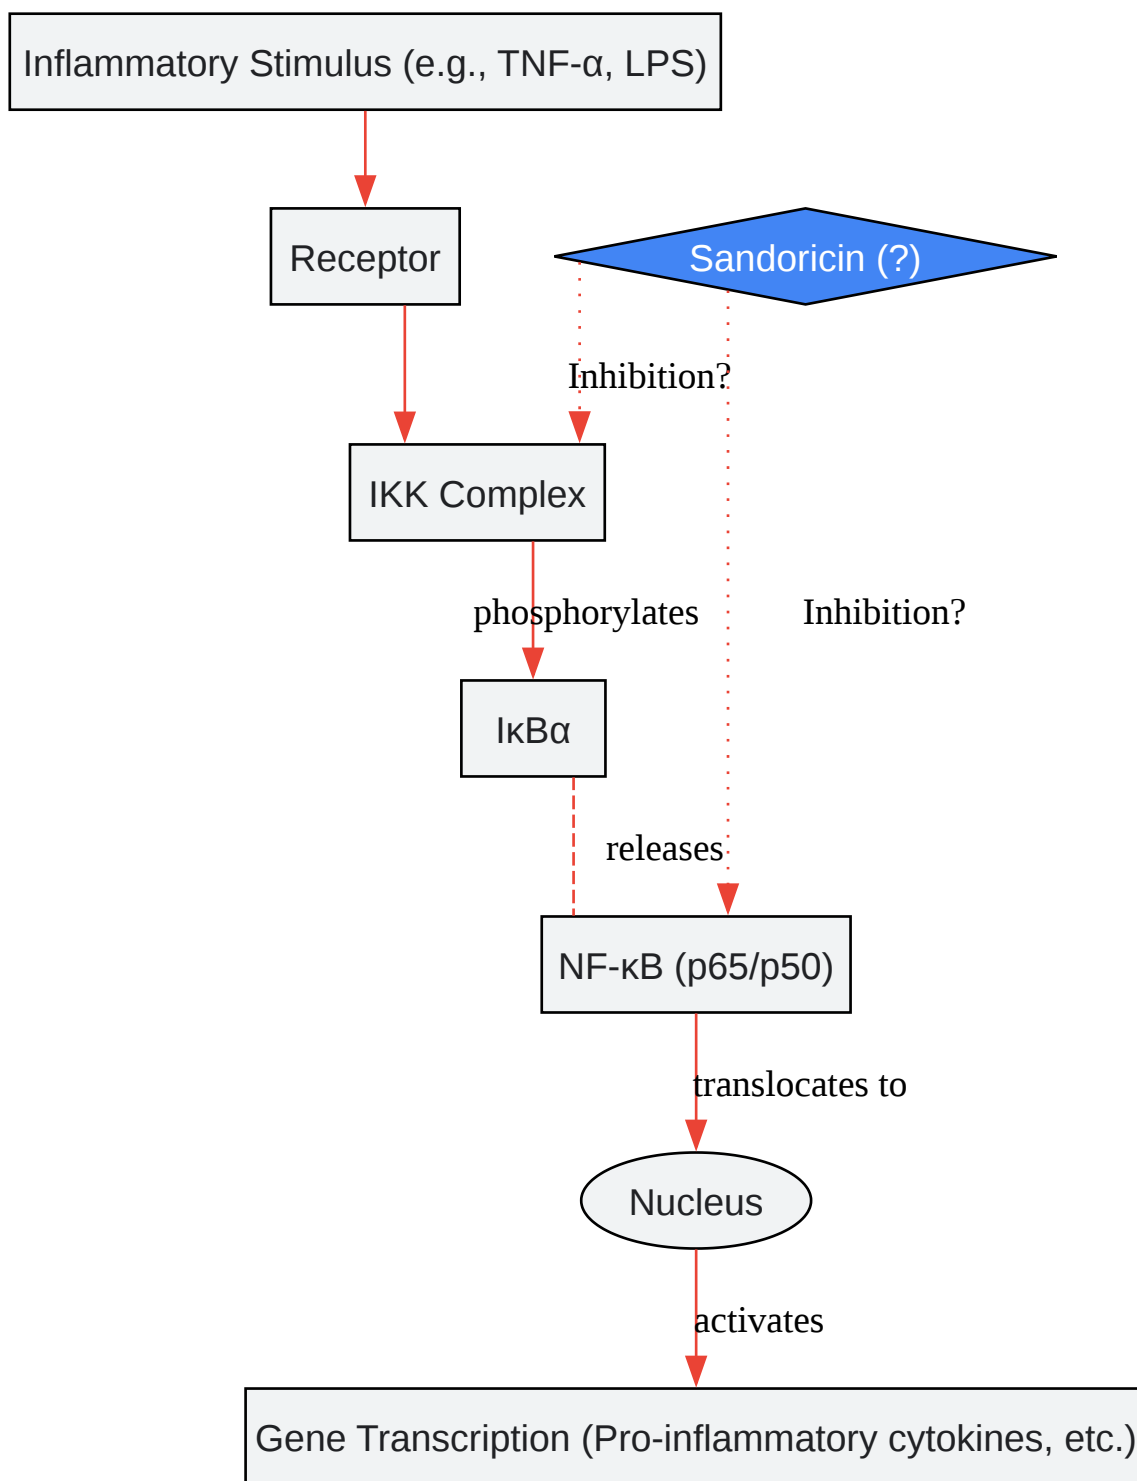 Inflammatory Stimulus (e.g., TNF-α, LPS)
Receptor
Sandoricin (?)
Inhibition?
IKK Complex
phosphorylates
Inhibition?
IκBα
releases
NF-κB (p65/p50)
translocates to
Nucleus
activates
Gene Transcription (Pro-inflammatory cytokines, etc.)